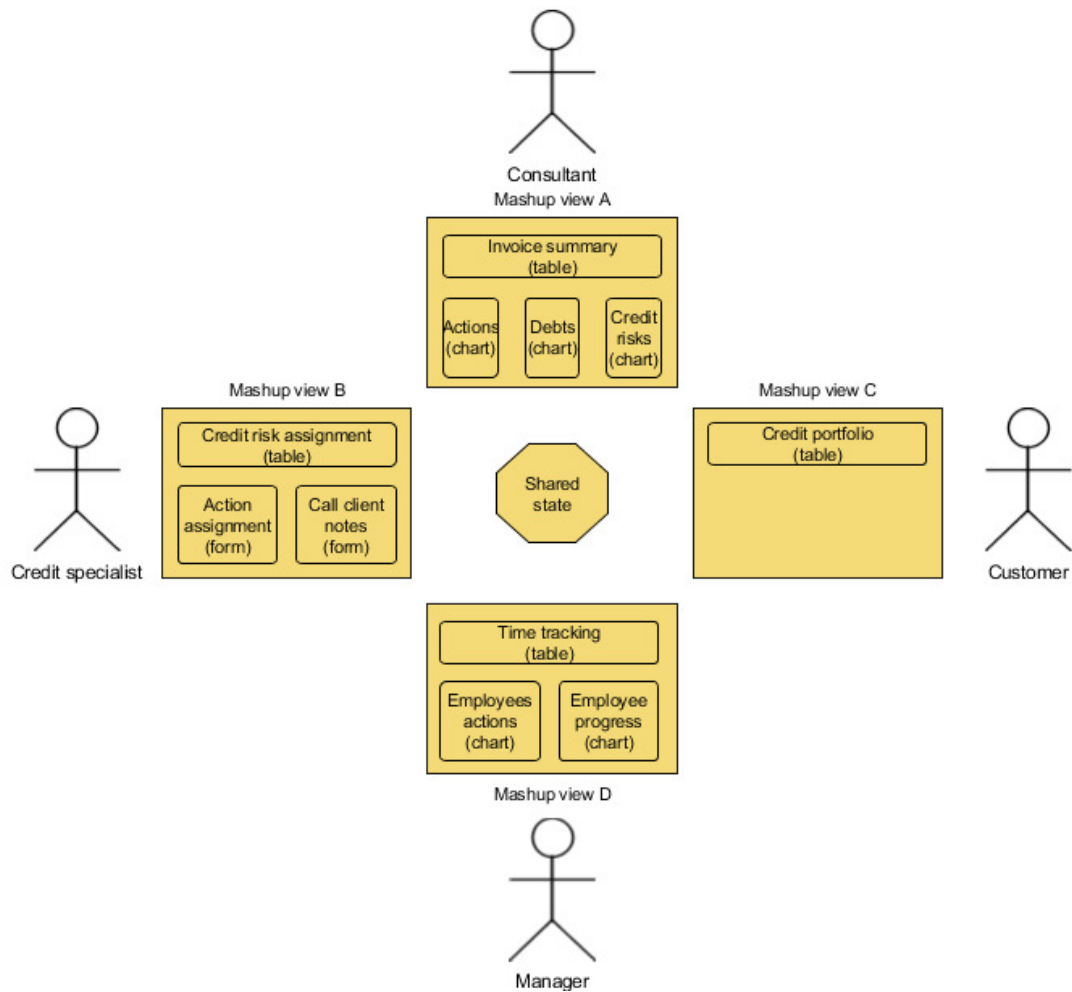 Consultant
Mashup view A
Invoice summary
(table)
Actions
(chart)
Debts
(chart)
Credit
risks
(chart)
Mashup view B
Credit risk assignment
(table)
Action
assignment
(form)
Call client
notes
(form)
Credit specialist
Shared
state
Mashup view C
Credit portfolio
(table)
Customer
Time tracking
(table)
Employees
actions
(chart)
Employee
progress
(chart)
Mashup view D
Manager